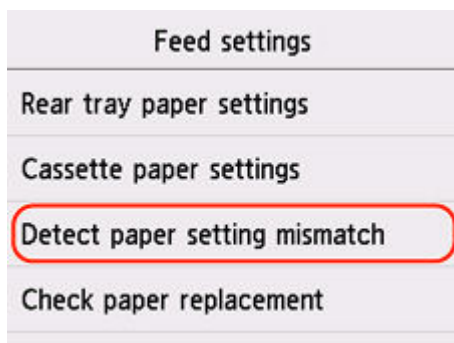 Feed settings
Rear tray paper settings
Cassette paper settings
Detect paper setting mismatch
Check paper replacement